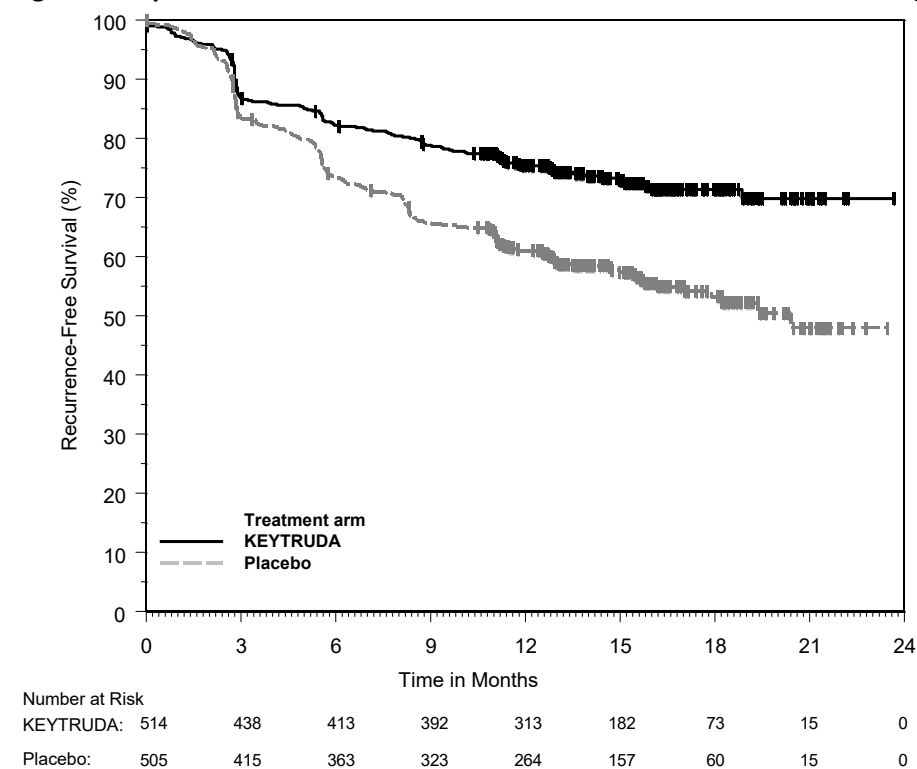 100
90
80
70
60
50
40
30
20
10
0
Recurrence-Free Survival (%)
Treatment arm
KEYTRUDA
Placebo
0 3 6 9 12 15 18 21 24
Time in Months
Number at Risk
KEYTRUDA: 514 438 413 392 313 182 73 15 0
Placebo: 505 415 363 323 264 157 60 15 0